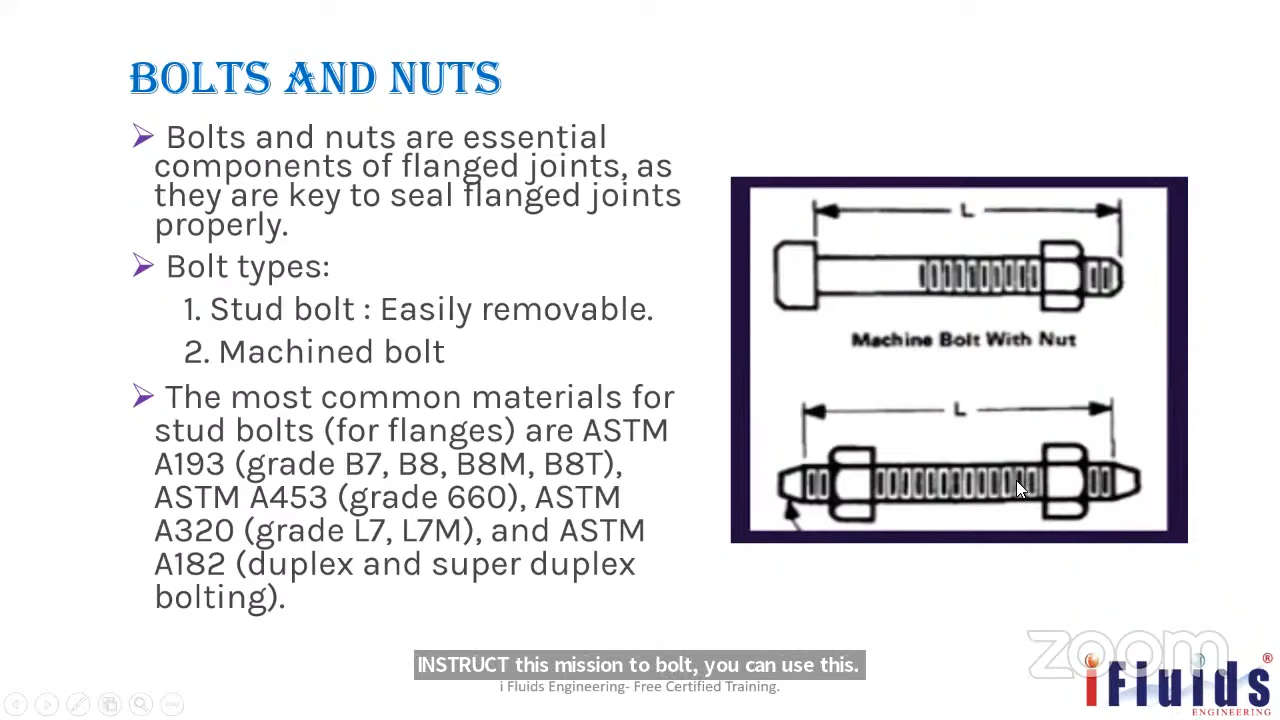 BOLTS AND NUTS
Bolts and nuts are essential
components of flanged joints, as
they are key to seal flanged joints
properly.
Bolt types:
1. Stud bolt : Easily removable.
2. Machined bolt
The most common materials for
stud bolts (for flanges) are ASTM
A193 (grade B7, B8, B8M, B8T),
ASTM A453 (grade 660), ASTM
A320 (grade L7, L7M), and ASTM
A182 (duplex and super duplex
bolting).
L
Machine Bolt With Nut
L
INSTRUCT this mission to bolt, you can use this.
i Fluids Engineering- Free Certified Training.
zoom
iFluids®
ENGINEERING